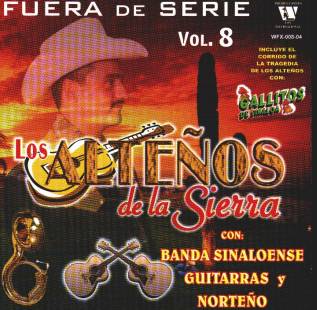 FUERA DE SERIE
VOL. 8
WFX-008-04
INCLUYE EL
CORRIDO DE
LA TRAGEDIA
DE LOS ALTEÑOS
CON:
GALLITOS
Los ALTEÑOS
de la Sierra
CON:
BANDA SINALOENSE
GUITARRAS y
NORTEÑO